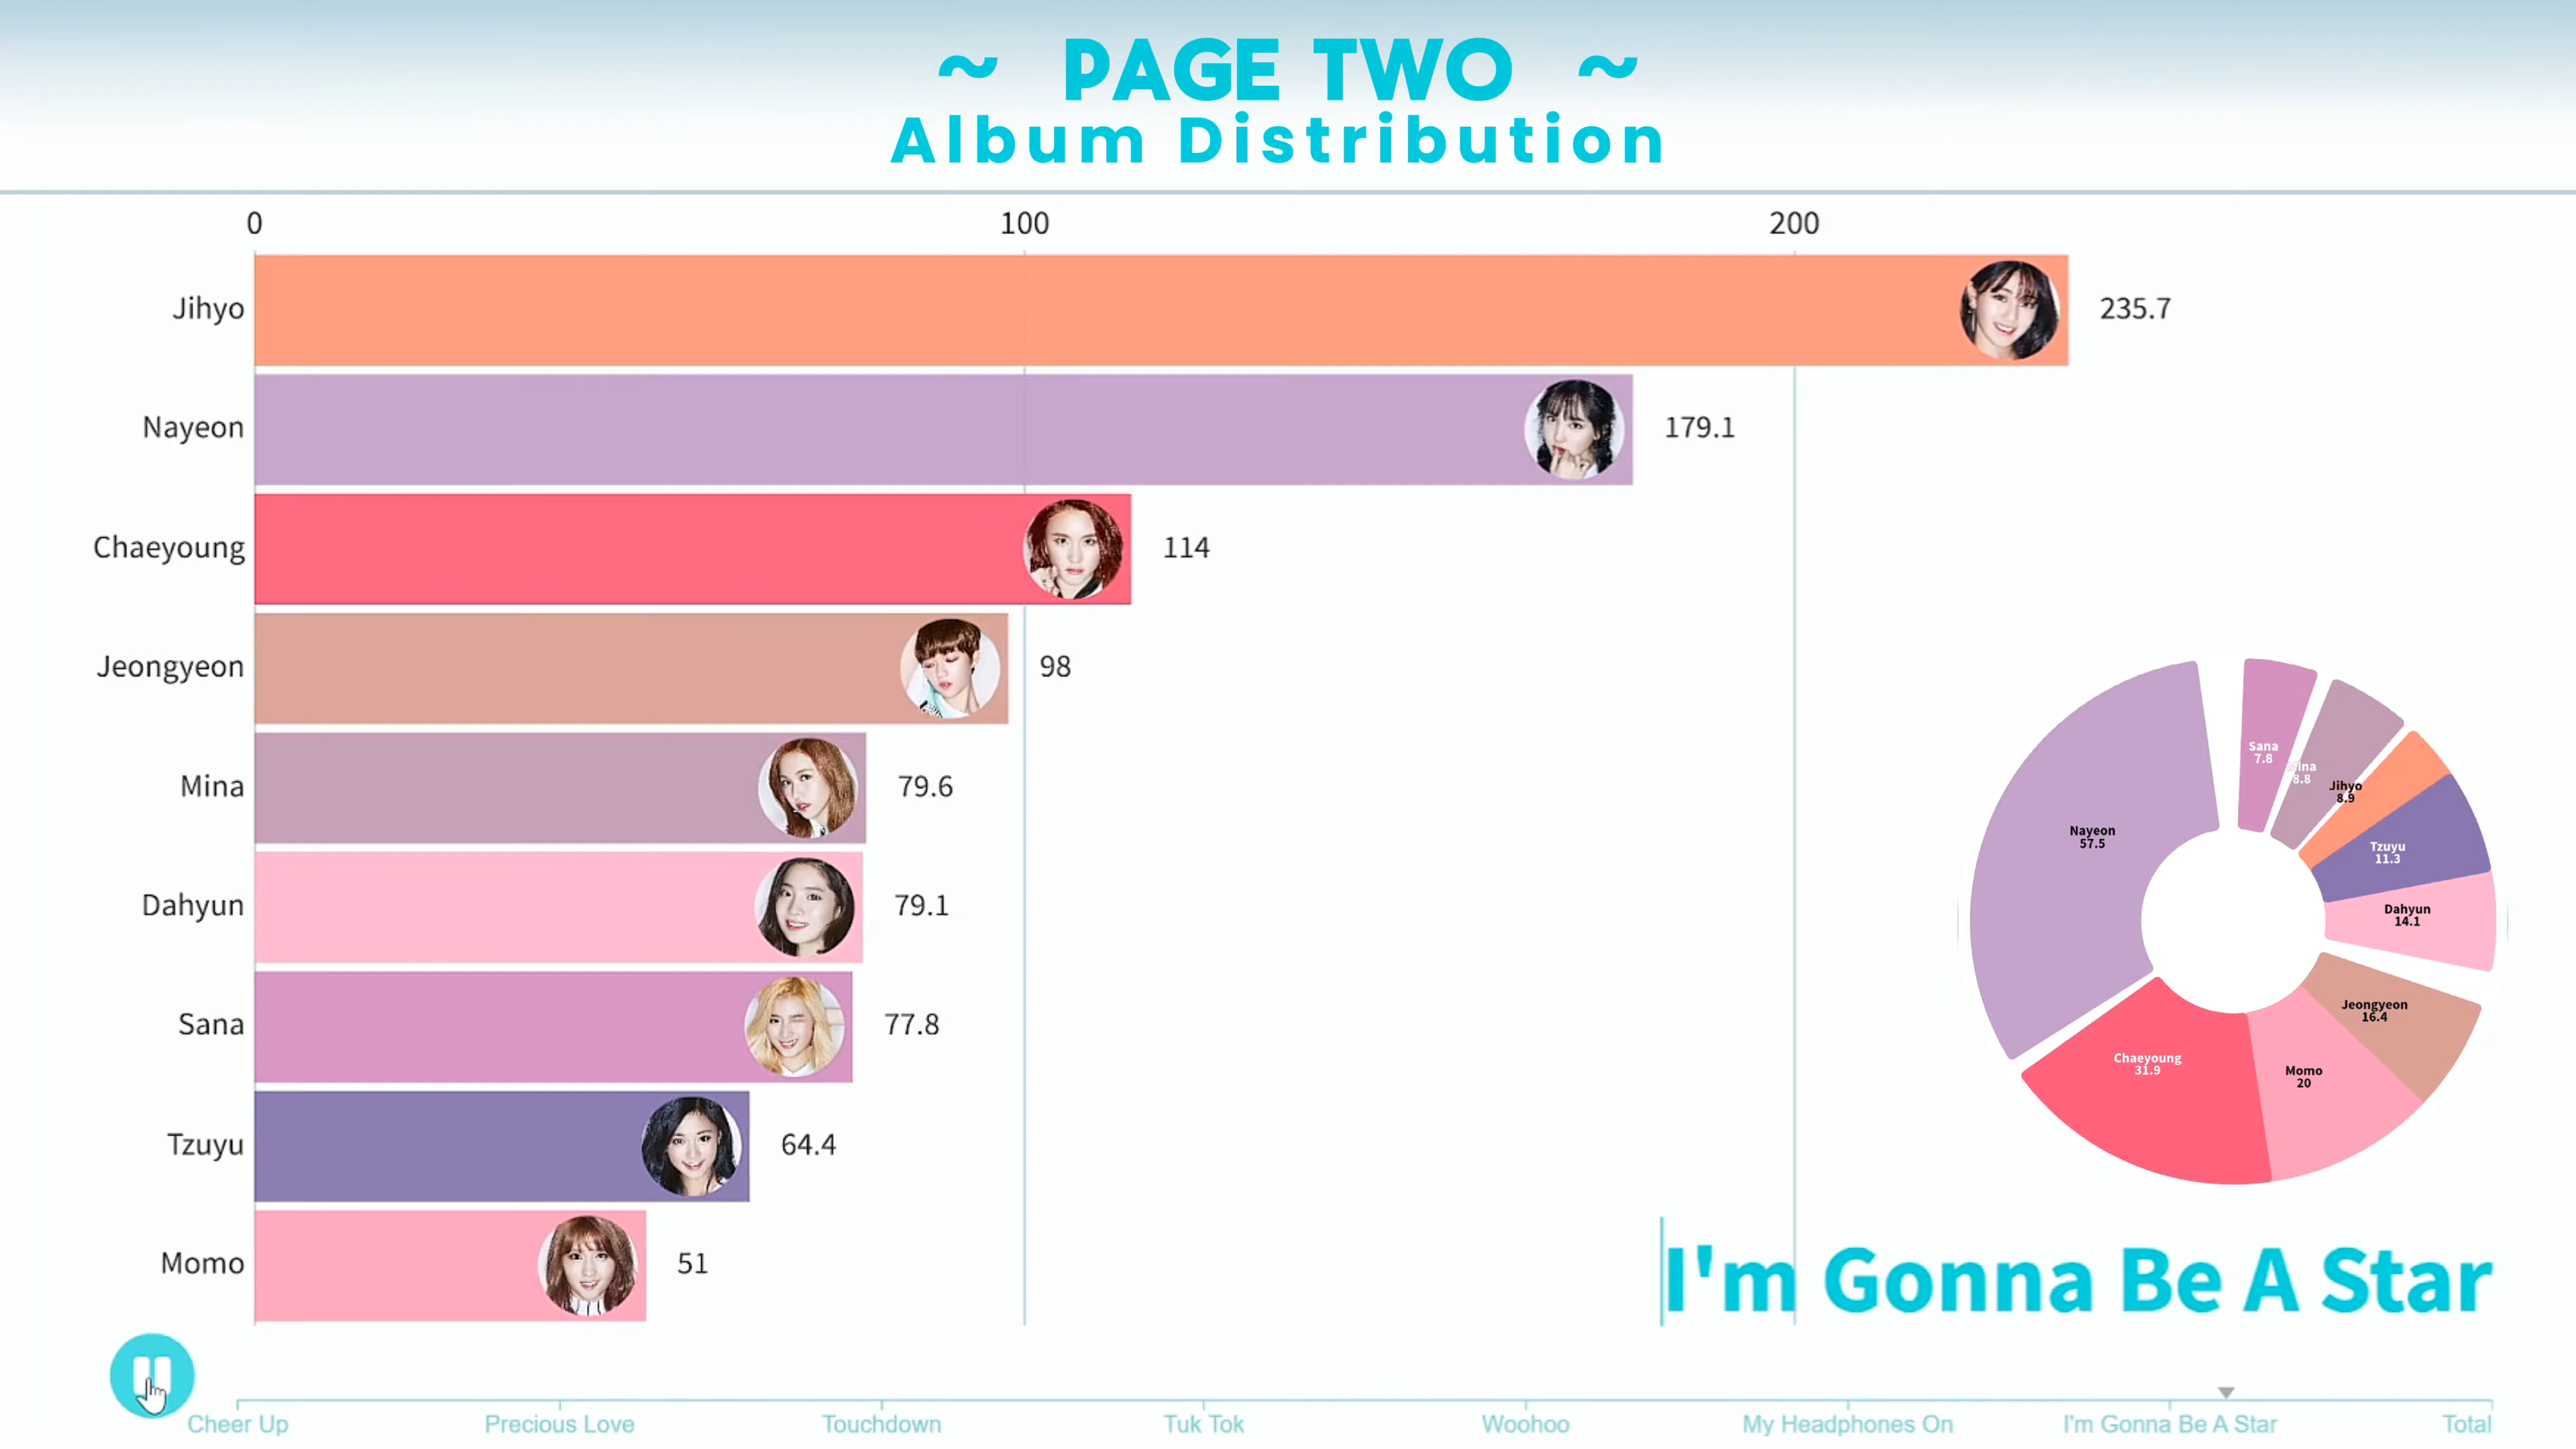 ~ PAGE TWO ~
Album Distribution
0 100 200
Jihyo 235.7
Nayeon 179.1
Chaeyoung 114
Jeongyeon 98
Mina 79.6
Dahyun 79.1
Sana 77.8
Tzuyu 64.4
Momo 51
Sana
7.8
Mina
8.8
Jihyo
8.9
Tzuyu
11.3
Dahyun
14.1
Jeongyeon
16.4
Momo
20
Chaeyoung
31.9
Nayeon
57.5
I'm Gonna Be A Star
Cheer Up Precious Love Touchdown Tuk Tok Woohoo My Headphones On I'm Gonna Be A Star Total